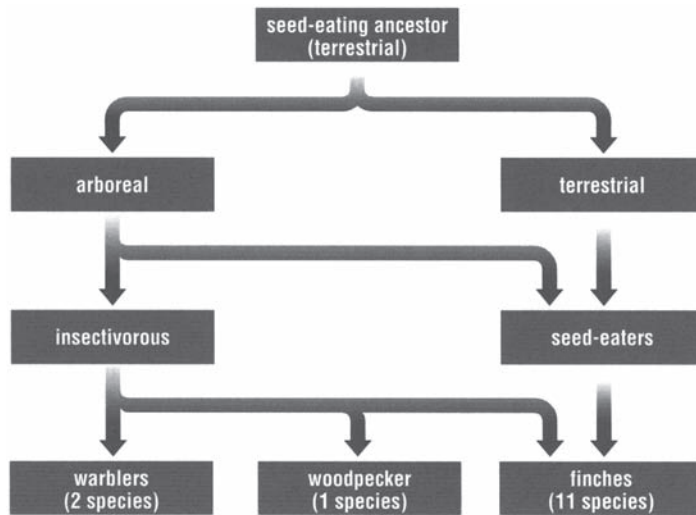 seed-eating ancestor
(terrestrial)
arboreal
terrestrial
insectivorous
seed-eaters
warblers
(2 species)
woodpecker
(1 species)
finches
(11 species)